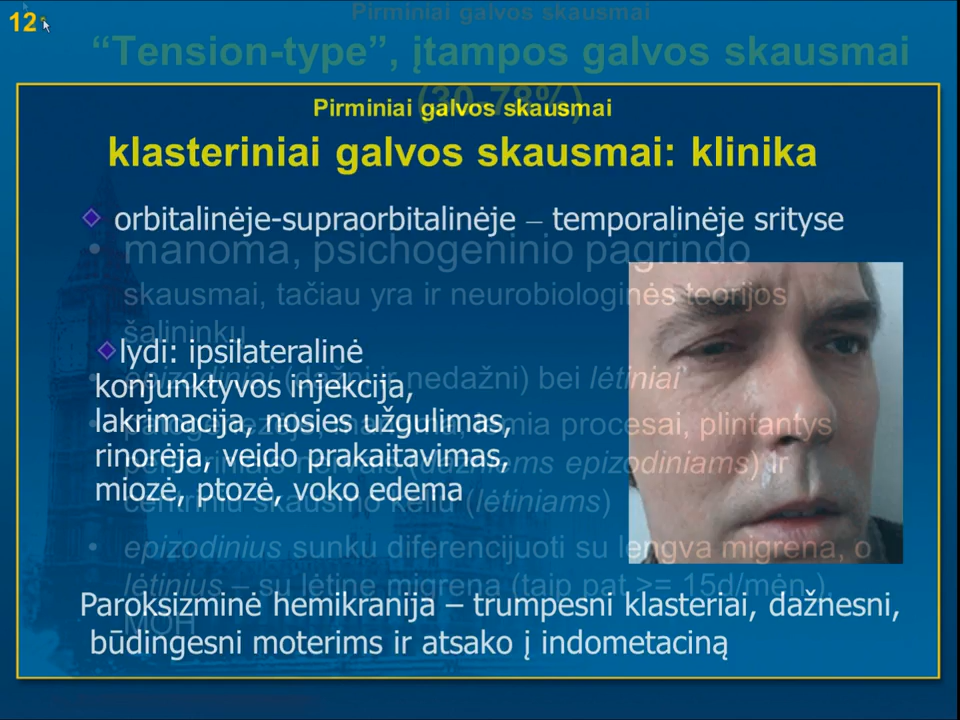 12
Pirminiai galvos skausmai
“Tension-type”, įtampos galvos skausmai
(30-78%)
Pirminiai galvos skausmai
klasteriniai galvos skausmai: klinika
orbitalinėje-supraorbitalinėje – temporalinėje srityse
• manoma, psichogeninio pagrindo
skausmai, tačiau yra ir neurobiologinės teorijos
šalininkų
lydi: ipsilateralinė
konjunktyvos injekcija,
lakrimacija, nosies užgulimas,
rinorėja, veido prakaitavimas,
miozė, ptozė, voko edema
• epizodiniai (dažni ir nedažni) bei lėtiniai
procesai, plintantys
epizodiniams) ir
skausmo keliu (lėtiniams)
• epizodinius sunku diferencijuoti su lengva migrena, o
lėtinius – su lėtine migrena (taip pat >= 15d/mėn.),
MOH
Paroksizminė hemikranija – trumpesni klasteriai, dažnesni,
būdingesni moterims ir atsako į indometaciną